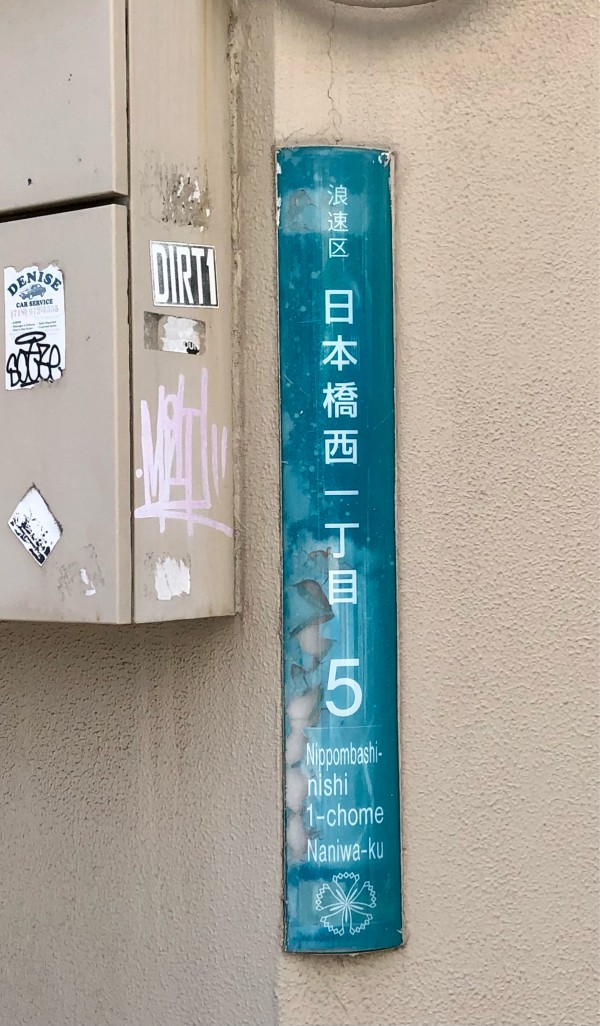 DENISE
CAR SERVICE
DIRT1
浪速区
日本橋西一丁目
5
Nippombashi-
nishi
1-chome
Naniwa-ku